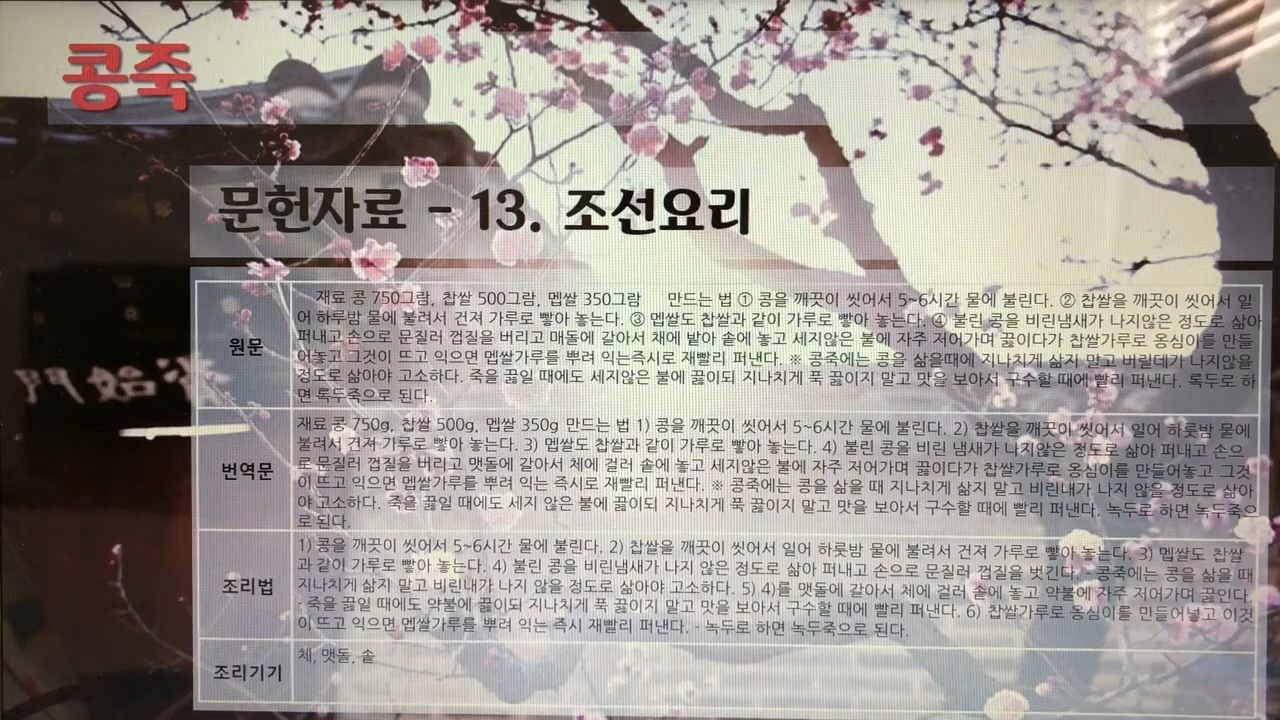 콩죽
문헌자료 - 13. 조선요리
원문
재료 콩 750그람, 찹쌀 500그람, 멥쌀 350그람 만드는 법 ① 콩을 깨끗이 씻어서 5~6시간 물에 불린다. ② 찹쌀을 깨끗이 씻어서 일
어 하루밤 물에 불려서 건져 가루로 빻아 놓는다. ③ 멥쌀도 찹쌀과 같이 가루로 빻아 놓는다. ④ 불린 콩을 비린냄새가 나지않은 정도로 삶아
퍼내고 손으로 문질러 껍질을 버리고 매돌에 갈아서 채에 밭아 솥에 놓고 세지않은 불에 자주 저어가며 끓이다가 찹쌀가루로 옹심이를 만들
어놓고 그것이 뜨고 익으면 멥쌀가루를 뿌려 익는즉시로 재빨리 퍼낸다. ※ 콩죽에는 콩을 삶을때에 지나치게 삶지 말고 버릴데가 나지않을
정도로 삶아야 고소하다. 죽을 끓일 때에도 세지않은 불에 끓이되 지나치게 푹 끓이지 말고 맛을 보아서 구수할 때에 빨리 퍼낸다. 록두로 하
면 록두죽으로 된다.
번역문
재료 콩 750g, 찹쌀 500g, 멥쌀 350g 만드는 법 1) 콩을 깨끗이 씻어서 5~6시간 물에 불린다. 2) 찹쌀을 깨끗이 씻어서 일어 하룻밤 물에
불려서 건져 가루로 빻아 놓는다. 3) 멥쌀도 찹쌀과 같이 가루로 빻아 놓는다. 4) 불린 콩을 비린 냄새가 나지않은 정도로 삶아 퍼내고 손으
로 문질러 껍질을 버리고 맷돌에 갈아서 체에 걸러 솥에 놓고 세지않은 불에 자주 저어가며 끓이다가 찹쌀가루로 옹심이를 만들어놓고 그것
이 뜨고 익으면 멥쌀가루를 뿌려 익는 즉시로 재빨리 퍼낸다. ※ 콩죽에는 콩을 삶을 때 지나치게 삶지 말고 비린내가 나지 않을 정도로 삶아
야 고소하다. 죽을 끓일 때에도 세지 않은 불에 끓이되 지나치게 푹 끓이지 말고 맛을 보아서 구수할 때에 빨리 퍼낸다. 녹두로 하면 녹두죽으
로 된다.
조리법
1) 콩을 깨끗이 씻어서 5~6시간 물에 불린다. 2) 찹쌀을 깨끗이 씻어서 일어 하룻밤 물에 불려서 건져 가루로 빻아 놓는다. 3) 멥쌀도 찹쌀
과 같이 가루로 빻아 놓는다. 4) 불린 콩을 비린냄새가 나지 않은 정도로 삶아 퍼내고 손으로 문질러 껍질을 벗긴다. - 콩죽에는 콩을 삶을 때
지나치게 삶지 말고 비린내가 나지 않을 정도로 삶아야 고소하다. 5) 4)를 맷돌에 갈아서 체에 걸러 솥에 놓고 약불에 자주 저어가며 끓인다.
- 죽을 끓일 때에도 약불에 끓이되 지나치게 푹 끓이지 말고 맛을 보아서 구수할 때에 빨리 퍼낸다. 6) 찹쌀가루로 옹심이를 만들어넣고 이것
이 뜨고 익으면 멥쌀가루를 뿌려 익는 즉시 재빨리 퍼낸다. - 녹두로 하면 녹두죽으로 된다.
조리기기
체, 맷돌, 솥